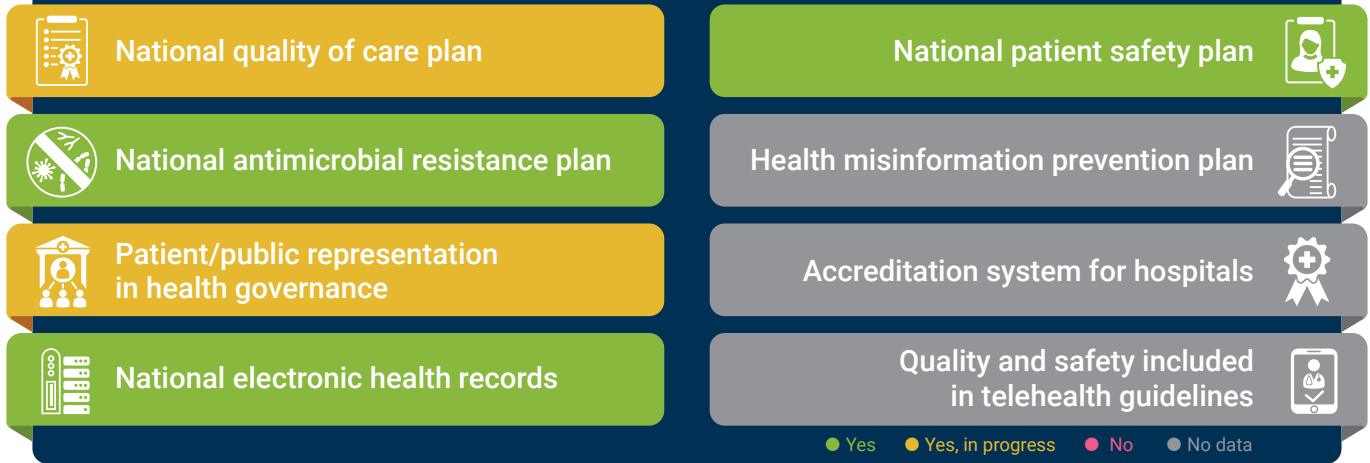 National quality of care plan
National patient safety plan
National antimicrobial resistance plan
Health misinformation prevention plan
Patient/public representation
in health governance
Accreditation system for hospitals
National electronic health records
Quality and safety included
in telehealth guidelines
Yes
Yes, in progress
No
No data